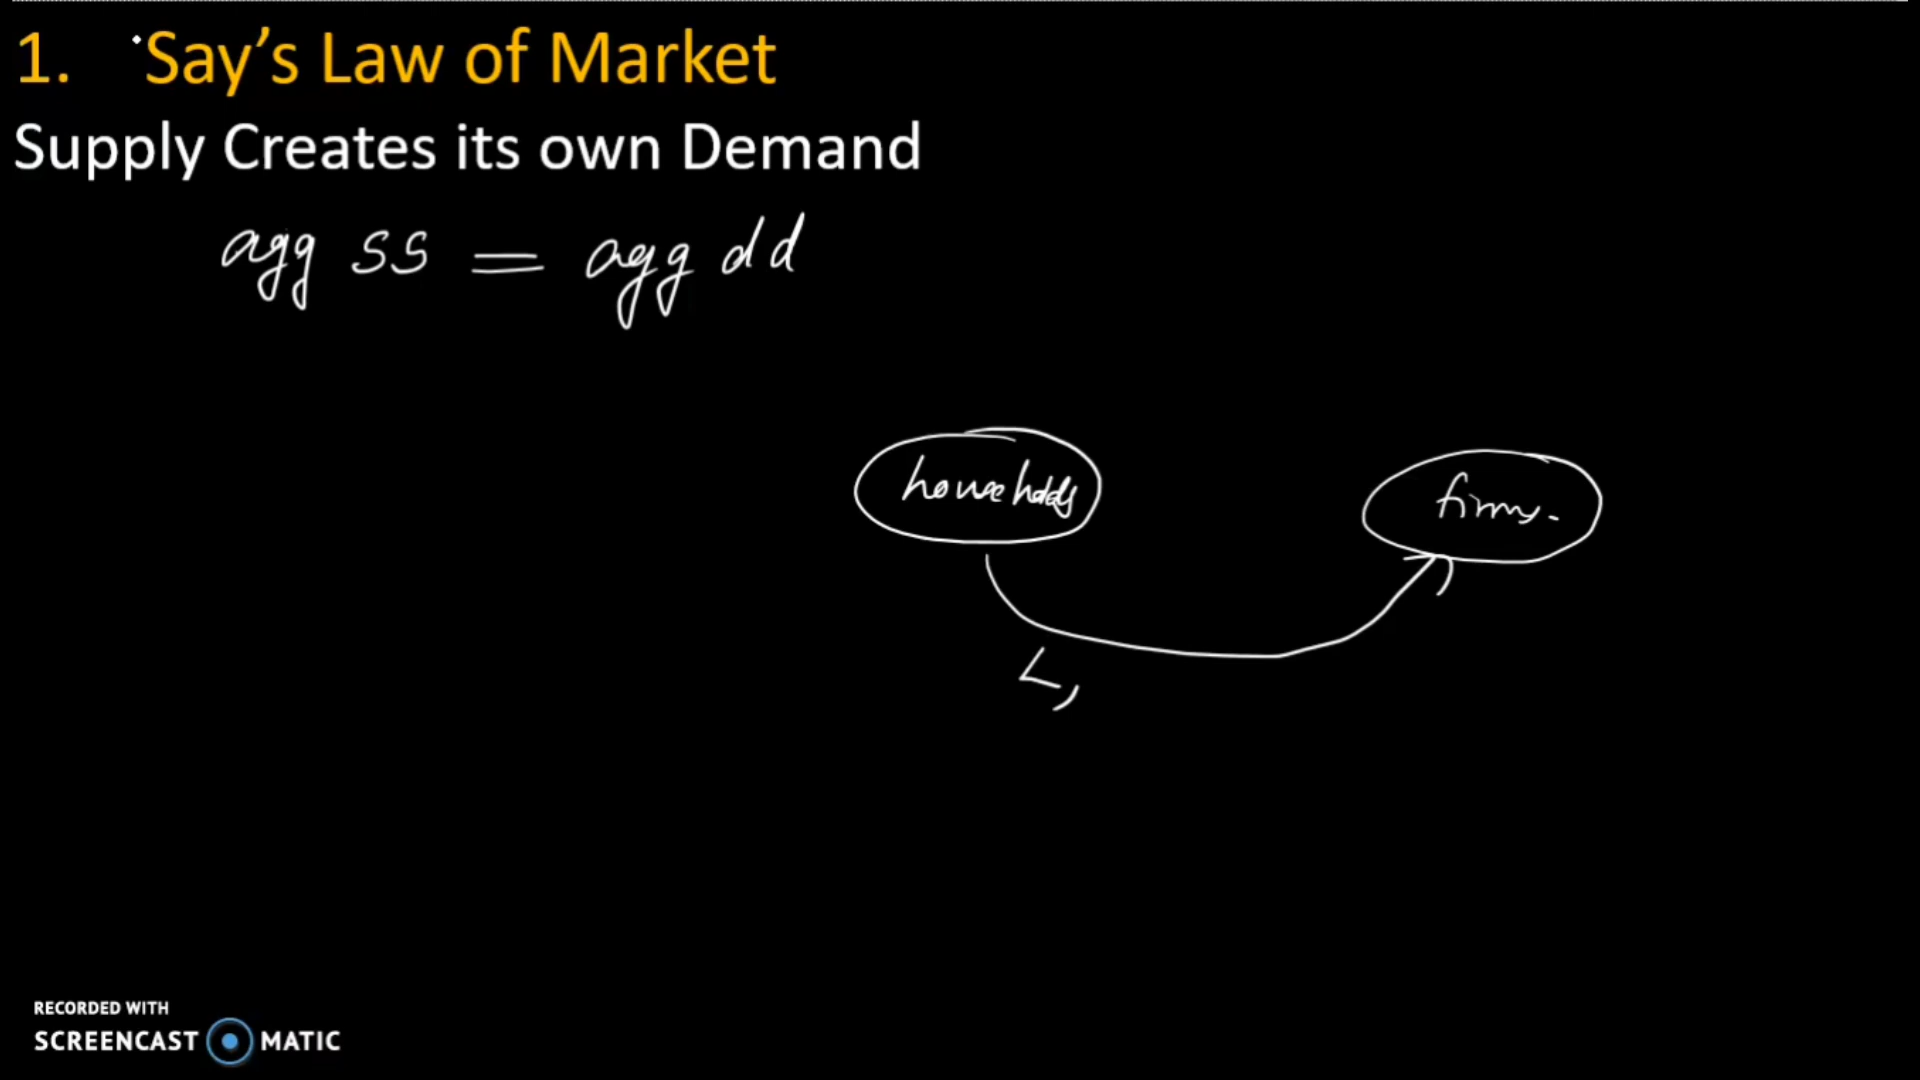 1. Say's Law of Market
Supply Creates its own Demand
agg ss = agg dd
households
firms.
L,
RECORDED WITH
SCREENCAST MATIC